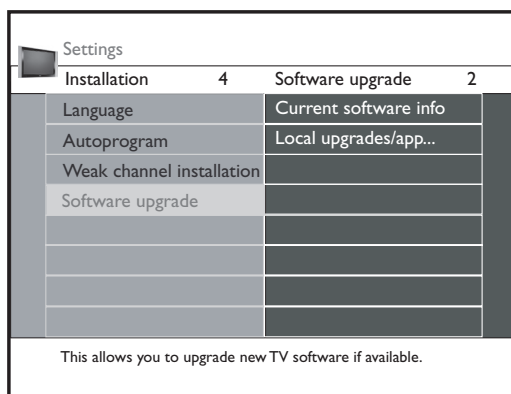 Settings
Installation 4 Software upgrade 2
Language Current software info
Autoprogram Local upgrades/app...
Weak channel installation
Software upgrade
This allows you to upgrade new TV software if available.